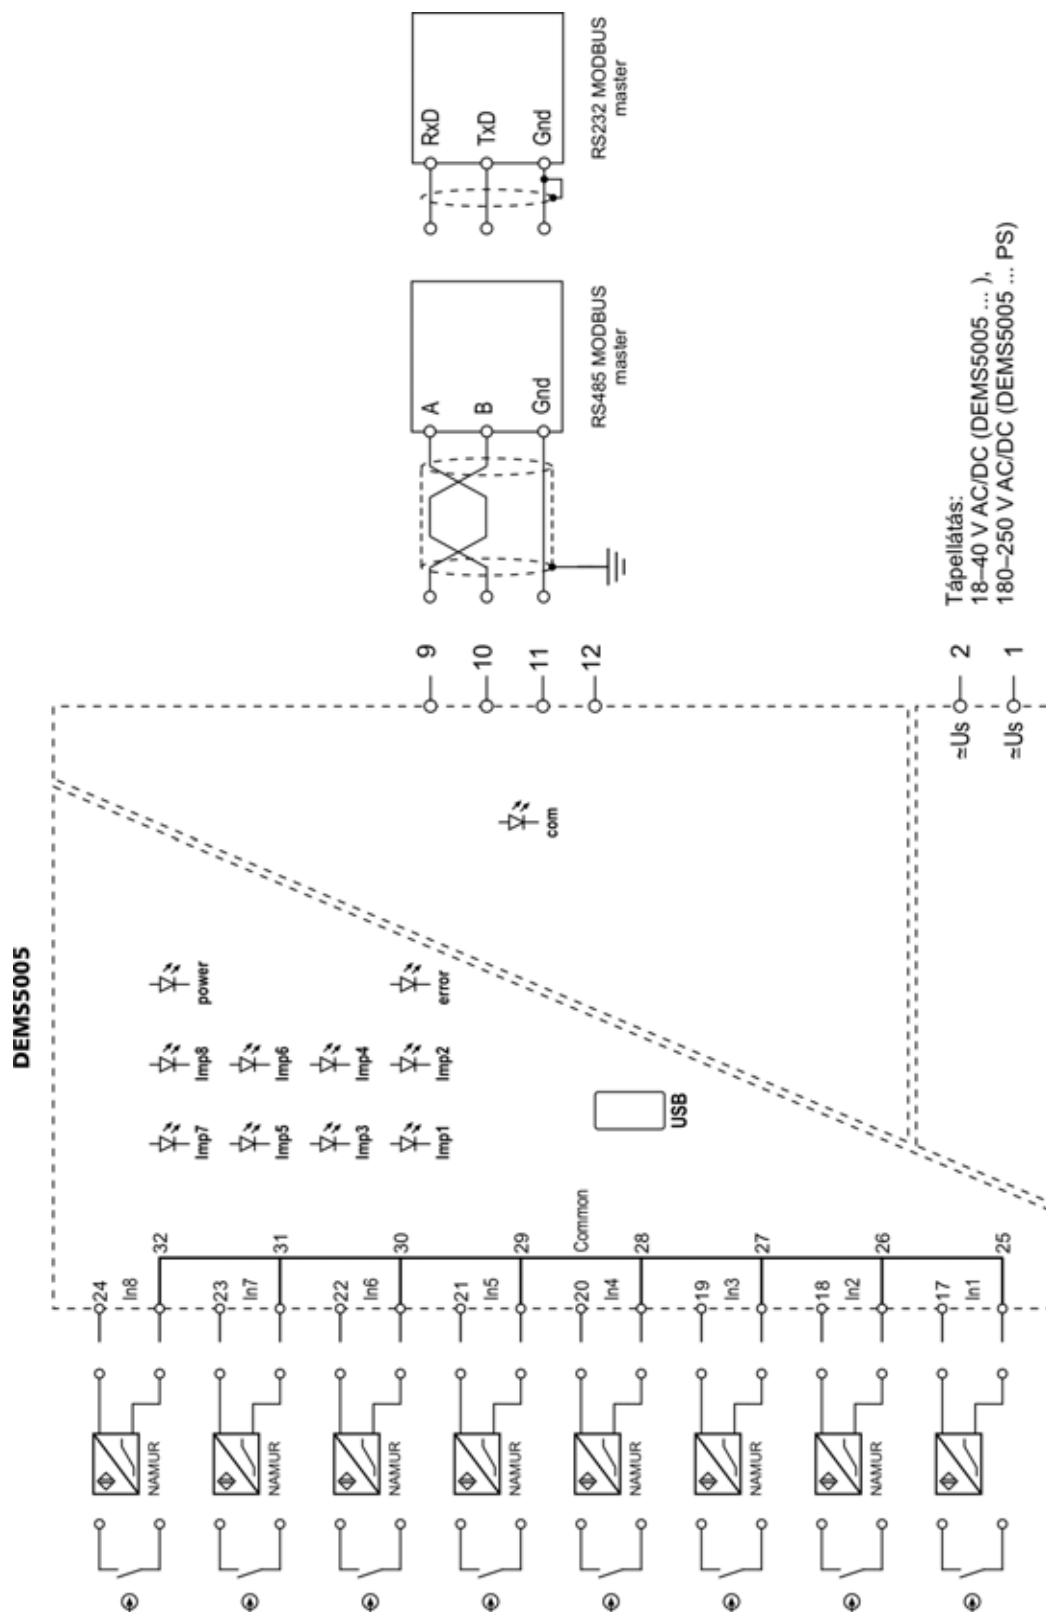 DEMS5005
24
In8
32
23
In7
31
22
In6
30
21
In5
29
Common
20
In4
28
19
In3
27
18
In2
26
17
In1
25
NAMUR
NAMUR
NAMUR
NAMUR
NAMUR
NAMUR
NAMUR
NAMUR
Imp7
Imp5
Imp3
Imp1
Imp8
Imp6
Imp4
Imp2
power
error
USB
com
9
10
11
12
A
B
Gnd
RS485 MODBUS
master
RxD
TxD
Gnd
RS232 MODBUS
master
±Us
2
±Us
1
Tápellátás:
18–40 V AC/DC (DEMS5005 ... ),
180–250 V AC/DC (DEMS5005 ... PS)